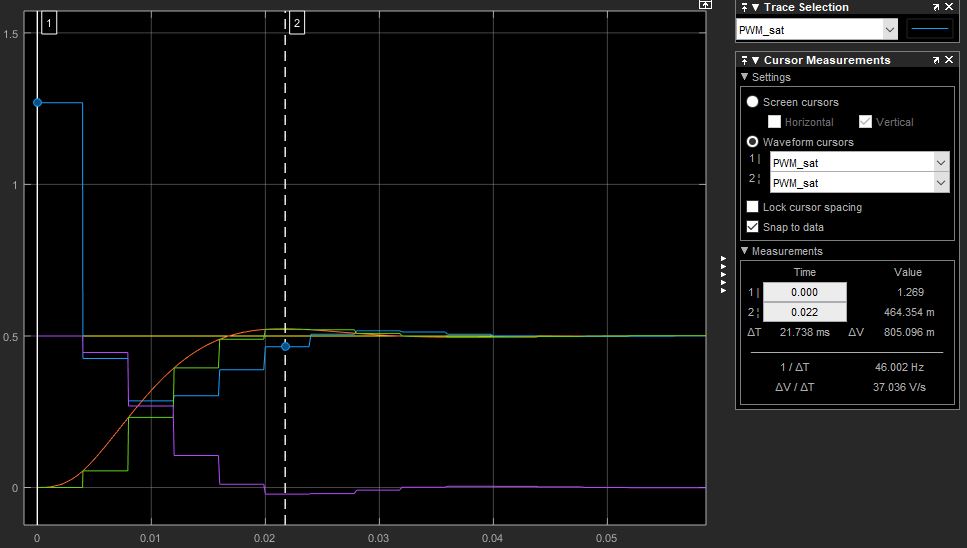 1
2
1.5
1
0.5
0
0
0.01
0.02
0.03
0.04
0.05
Trace Selection
PWM_sat
Cursor Measurements
Settings
Screen cursors
Horizontal
Vertical
Waveform cursors
1 | PWM_sat
2 ¦ PWM_sat
Lock cursor spacing
Snap to data
Measurements
Time Value
1 | 0.000 1.269
2 ¦ 0.022 464.354 m
ΔT 21.738 ms ΔV 805.096 m
1 / ΔT 46.002 Hz
ΔV / ΔT 37.036 V/s